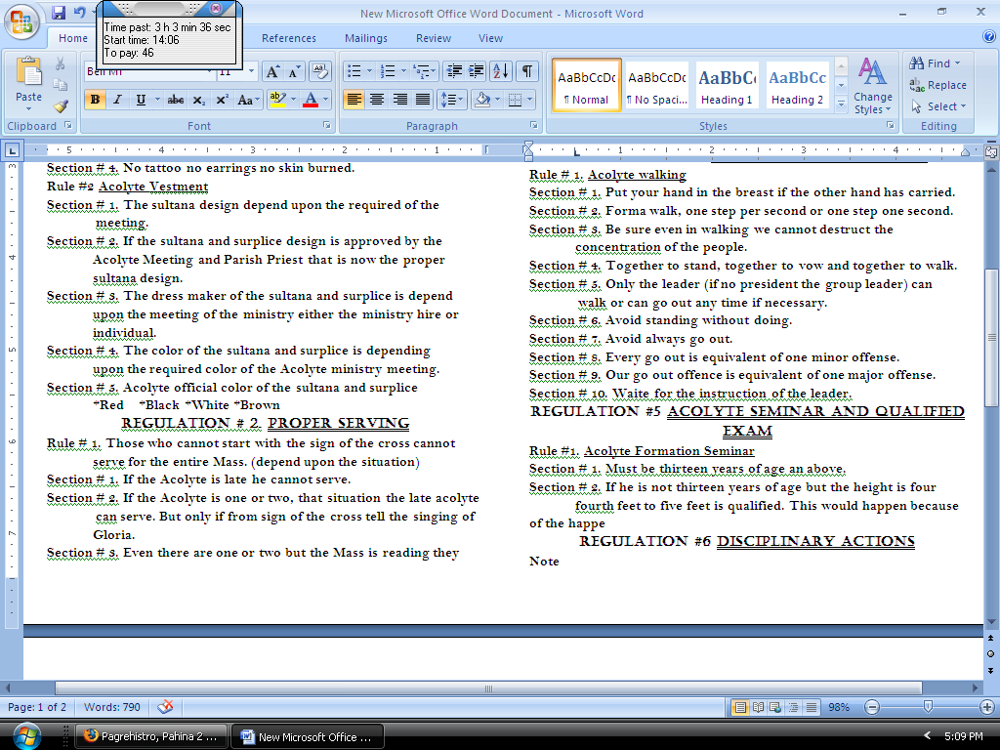 New Microsoft Office Word Document - Microsoft Word
Time past: 3 h 3 min 36 sec
Start time: 14:06
To pay: 46
Home
References
Mailings
Review
View
Paste
Clipboard
Bell MT
11
Font
Paragraph
AaBbCcDc
¶ Normal
AaBbCcDc
¶ No Spaci...
AaBbC
Heading 1
AaBbCc
Heading 2
Change
Styles
Styles
Find
Replace
Select
Editing
5 4 3 2 1 1 2 3 4
Section # 4. No tattoo no earrings no skin burned.
Rule #2 Acolyte Vestment
Section # 1. The sultana design depend upon the required of the
meeting.
Section # 2. If the sultana and surplice design is approved by the
Acolyte Meeting and Parish Priest that is now the proper
sultana design.
Section # 3. The dress maker of the sultana and surplice is depend
upon the meeting of the ministry either the ministry hire or
individual.
Section # 4. The color of the sultana and surplice is depending
upon the required color of the Acolyte ministry meeting.
Section # 5. Acolyte official color of the sultana and surplice
*Red *Black *White *Brown
REGULATION # 2. PROPER SERVING
Rule # 1. Those who cannot start with the sign of the cross cannot
serve for the entire Mass. (depend upon the situation)
Section # 1. If the Acolyte is late he cannot serve.
Section # 2. If the Acolyte is one or two, that situation the late acolyte
can serve. But only if from sign of the cross tell the singing of
Gloria.
Section # 3. Even there are one or two but the Mass is reading they
Rule # 1. Acolyte walking
Section # 1. Put your hand in the breast if the other hand has carried.
Section # 2. Forma walk, one step per second or one step one second.
Section # 3. Be sure even in walking we cannot destruct the
concentration of the people.
Section # 4. Together to stand, together to vow and together to walk.
Section # 5. Only the leader (if no president the group leader) can
walk or can go out any time if necessary.
Section # 6. Avoid standing without doing.
Section # 7. Avoid always go out.
Section # 8. Every go out is equivalent of one minor offense.
Section # 9. Our go out offence is equivalent of one major offense.
Section # 10. Waite for the instruction of the leader.
REGULATION #5 ACOLYTE SEMINAR AND QUALIFIED
EXAM
Rule #1. Acolyte Formation Seminar
Section # 1. Must be thirteen years of age an above.
Section # 2. If he is not thirteen years of age but the height is four
fourth feet to five feet is qualified. This would happen because
of the happe
REGULATION #6 DISCIPLINARY ACTIONS
Note
Page: 1 of 2
Words: 790
98%
Pagrehistro, Pahina 2 ...
New Microsoft Office ...
5:09 PM